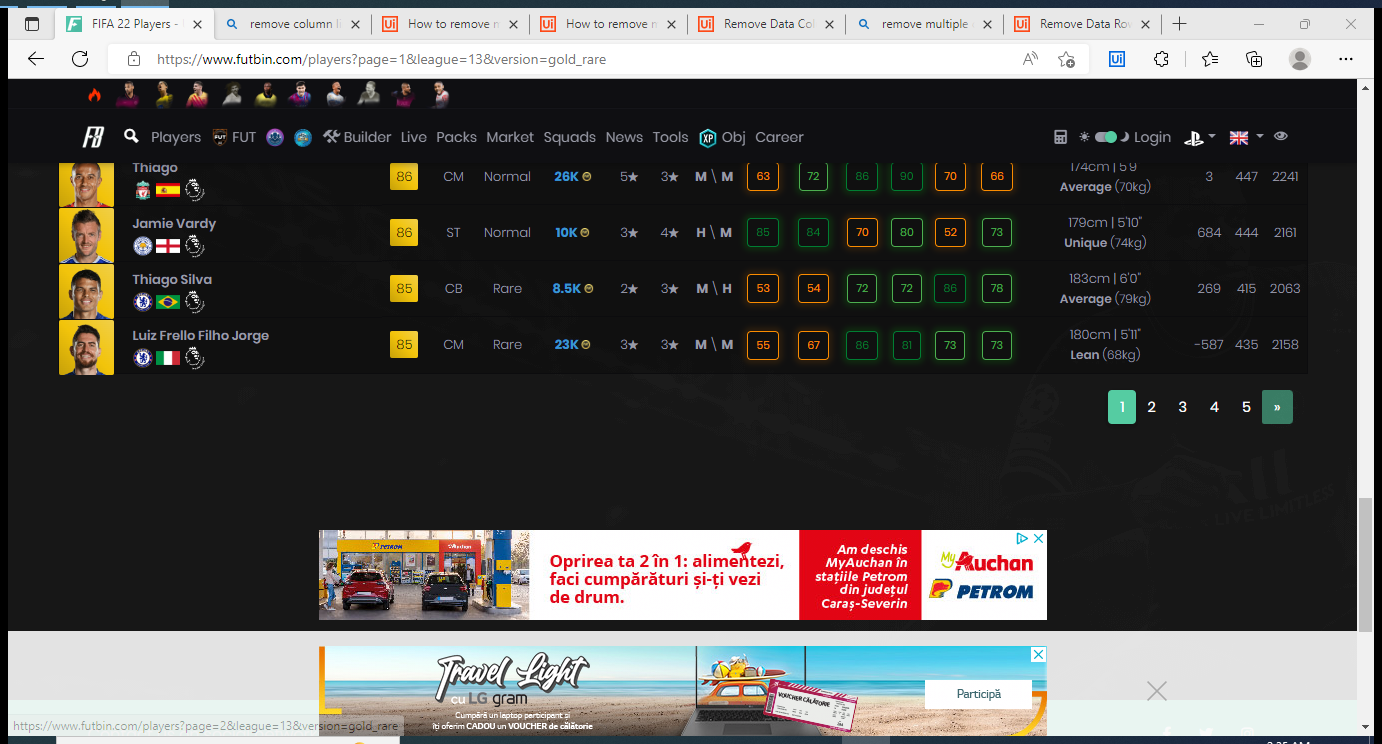 FIFA 22 Players -
remove column li
How to remove m
How to remove m
Remove Data Col
remove multiple
Remove Data Rov
https://www.futbin.com/players?page=1&league=13&version=gold_rare
Players FUT Builder Live Packs Market Squads News Tools XP Obj Career Login
Thiago
86 CM Normal 26K 5★ 3★ M \ M 63 72 86 90 70 66 174cm | 5'9" 3 447 2241
Average (70kg)
Jamie Vardy
86 ST Normal 10K 3★ 4★ H \ M 85 84 70 80 52 73 179cm | 5'10" 684 444 2161
Unique (74kg)
Thiago Silva
85 CB Rare 8.5K 2★ 3★ M \ H 53 54 72 72 86 78 183cm | 6'0" 269 415 2063
Average (79kg)
Luiz Frello Filho Jorge
85 CM Rare 23K 3★ 3★ M \ M 55 67 86 81 73 73 180cm | 5'11" -587 435 2158
Lean (68kg)
1 2 3 4 5 »
LIVE LIMITLESS
PETROM Auchan
Oprirea ta 2 în 1: alimentezi,
faci cumpărături și-ți vezi
de drum.
Am deschis
MyAuchan în
stațiile Petrom
din județul
Caraș-Severin
My Auchan
PETROM
Travel Light
cu LG gram
Cumpără un laptop participant și
îți oferim CADOU un VOUCHER de călătorie
VOUCHER CĂLĂTORIE
Participă
https://www.futbin.com/players?page=2&league=13&version=gold_rare